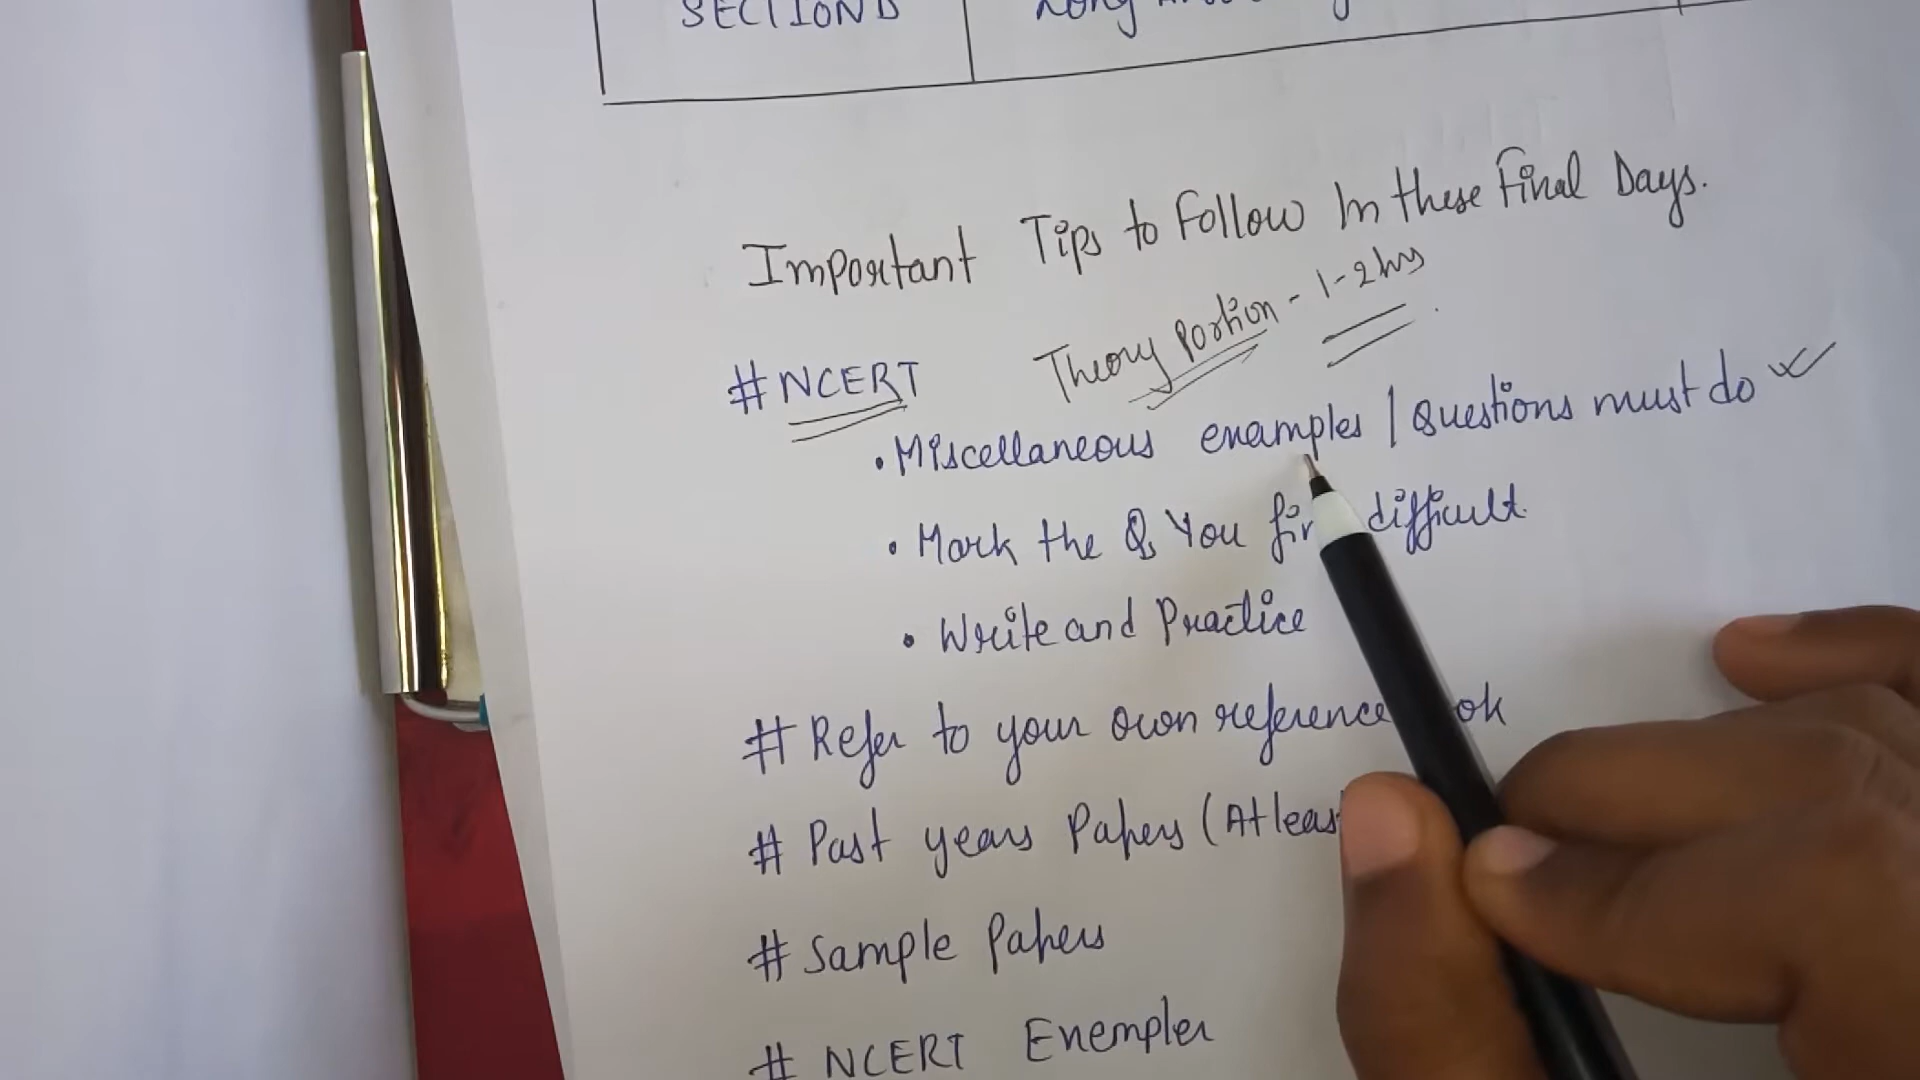 SECTION D
Long
Important Tips to Follow In these Final Days.
Theory Portion - 1-2 hrs
# NCERT
• Miscellaneous examples / Questions must do
• Mark the Qs You difficult.
• Write and Practice
# Refer to your own reference
# Past years Papers (Atleast
# Sample Papers
# NCERT Exempler